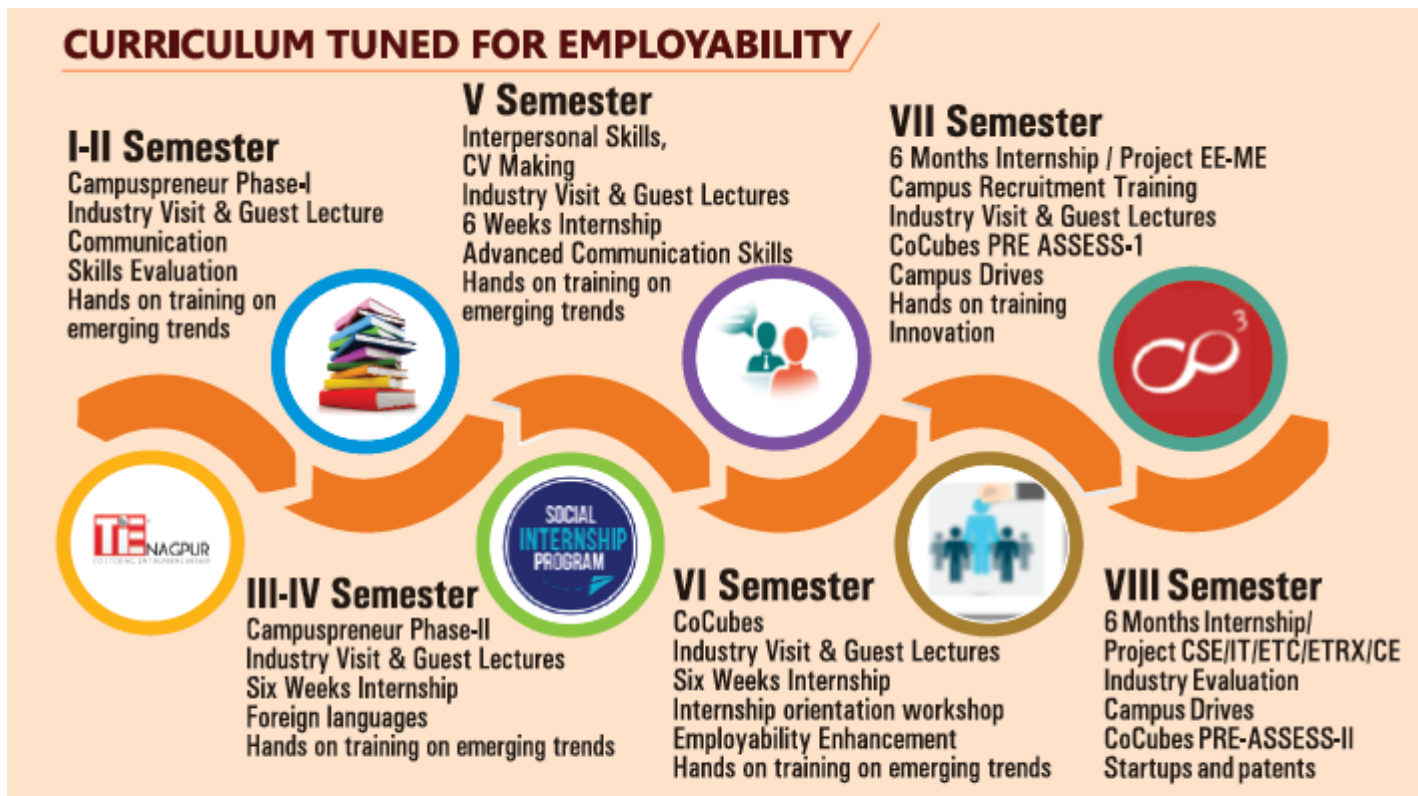 CURRICULUM TUNED FOR EMPLOYABILITY
I-II Semester
Campuspreneur Phase-I
Industry Visit & Guest Lecture
Communication
Skills Evaluation
Hands on training on
emerging trends
V Semester
Interpersonal Skills,
CV Making
Industry Visit & Guest Lectures
6 Weeks Internship
Advanced Communication Skills
Hands on training on
emerging trends
VII Semester
6 Months Internship / Project EE-ME
Campus Recruitment Training
Industry Visit & Guest Lectures
CoCubes PRE ASSESS-1
Campus Drives
Hands on training
Innovation
3
TiE NAGPUR
FOSTERING ENTREPRENEURSHIP
III-IV Semester
Campuspreneur Phase-II
Industry Visit & Guest Lectures
Six Weeks Internship
Foreign languages
Hands on training on emerging trends
SOCIAL
INTERNSHIP
PROGRAM
VI Semester
CoCubes
Industry Visit & Guest Lectures
Six Weeks Internship
Internship orientation workshop
Employability Enhancement
Hands on training on emerging trends
VIII Semester
6 Months Internship/
Project CSE/IT/ETC/ETRX/CE
Industry Evaluation
Campus Drives
CoCubes PRE-ASSESS-II
Startups and patents